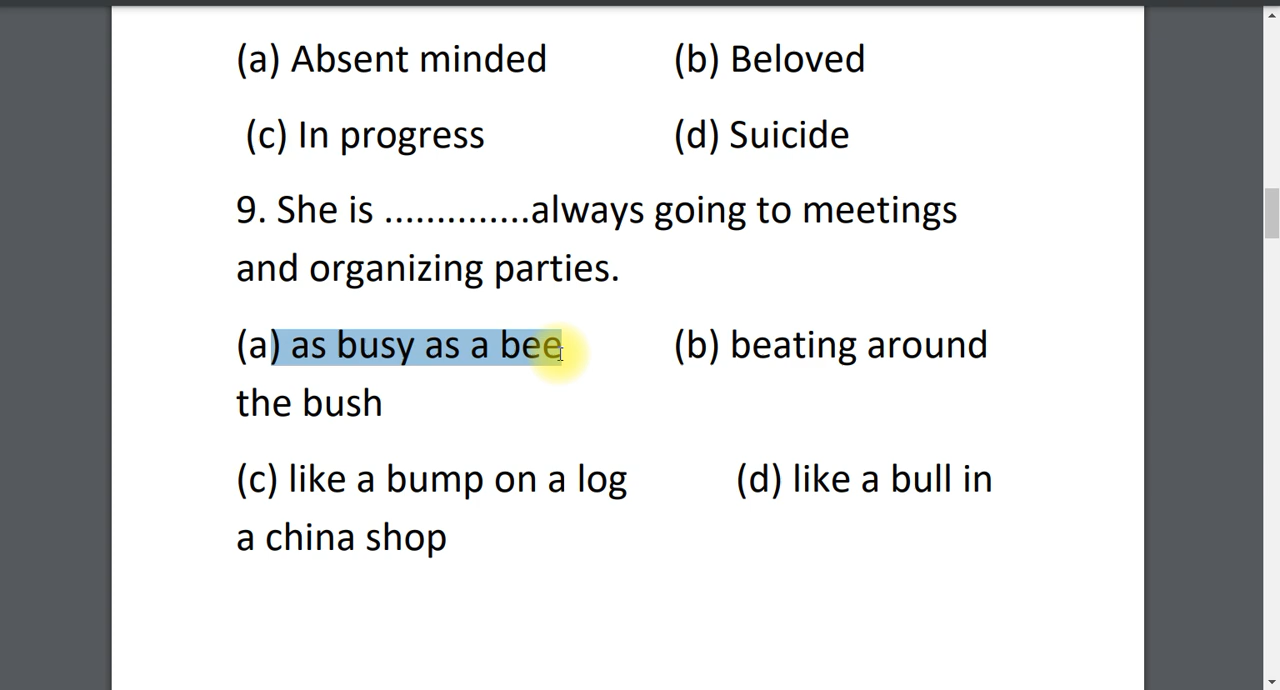 (a) Absent minded (b) Beloved
(c) In progress (d) Suicide
9. She is ..............always going to meetings
and organizing parties.
(a) as busy as a bee (b) beating around
the bush
(c) like a bump on a log (d) like a bull in
a china shop